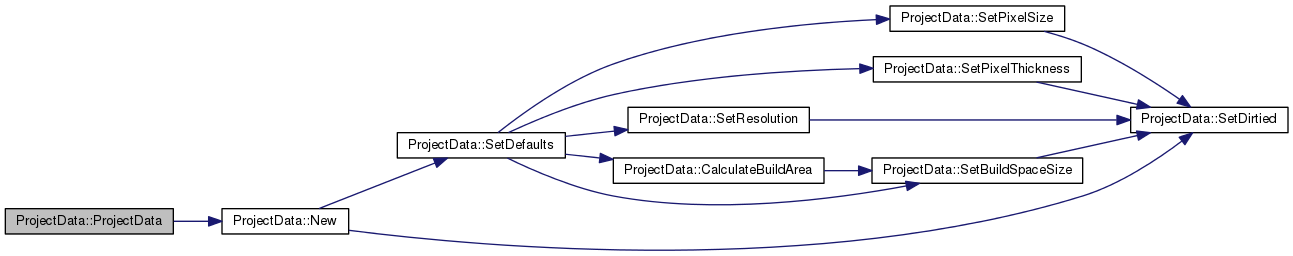 ProjectData::SetPixelSize
ProjectData::SetPixelThickness
ProjectData::SetResolution
ProjectData::SetDirtied
ProjectData::SetDefaults
ProjectData::CalculateBuildArea
ProjectData::SetBuildSpaceSize
ProjectData::ProjectData
ProjectData::New